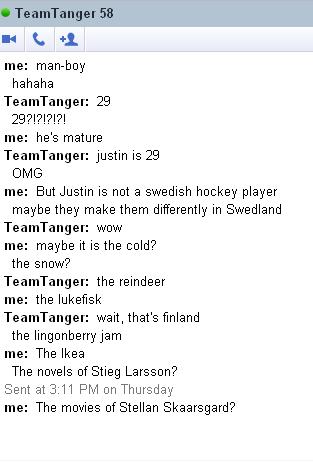 TeamTanger 58
me: man-boy
hahaha
TeamTanger: 29
29?!?!?!?!
me: he's mature
TeamTanger: justin is 29
OMG
me: But Justin is not a swedish hockey player
maybe they make them differently in Swedland
TeamTanger: wow
me: maybe it is the cold?
the snow?
TeamTanger: the reindeer
me: the lukefisk
TeamTanger: wait, that's finland
the lingonberry jam
me: The Ikea
The novels of Stieg Larsson?
Sent at 3:11 PM on Thursday
me: The movies of Stellan Skaarsgard?